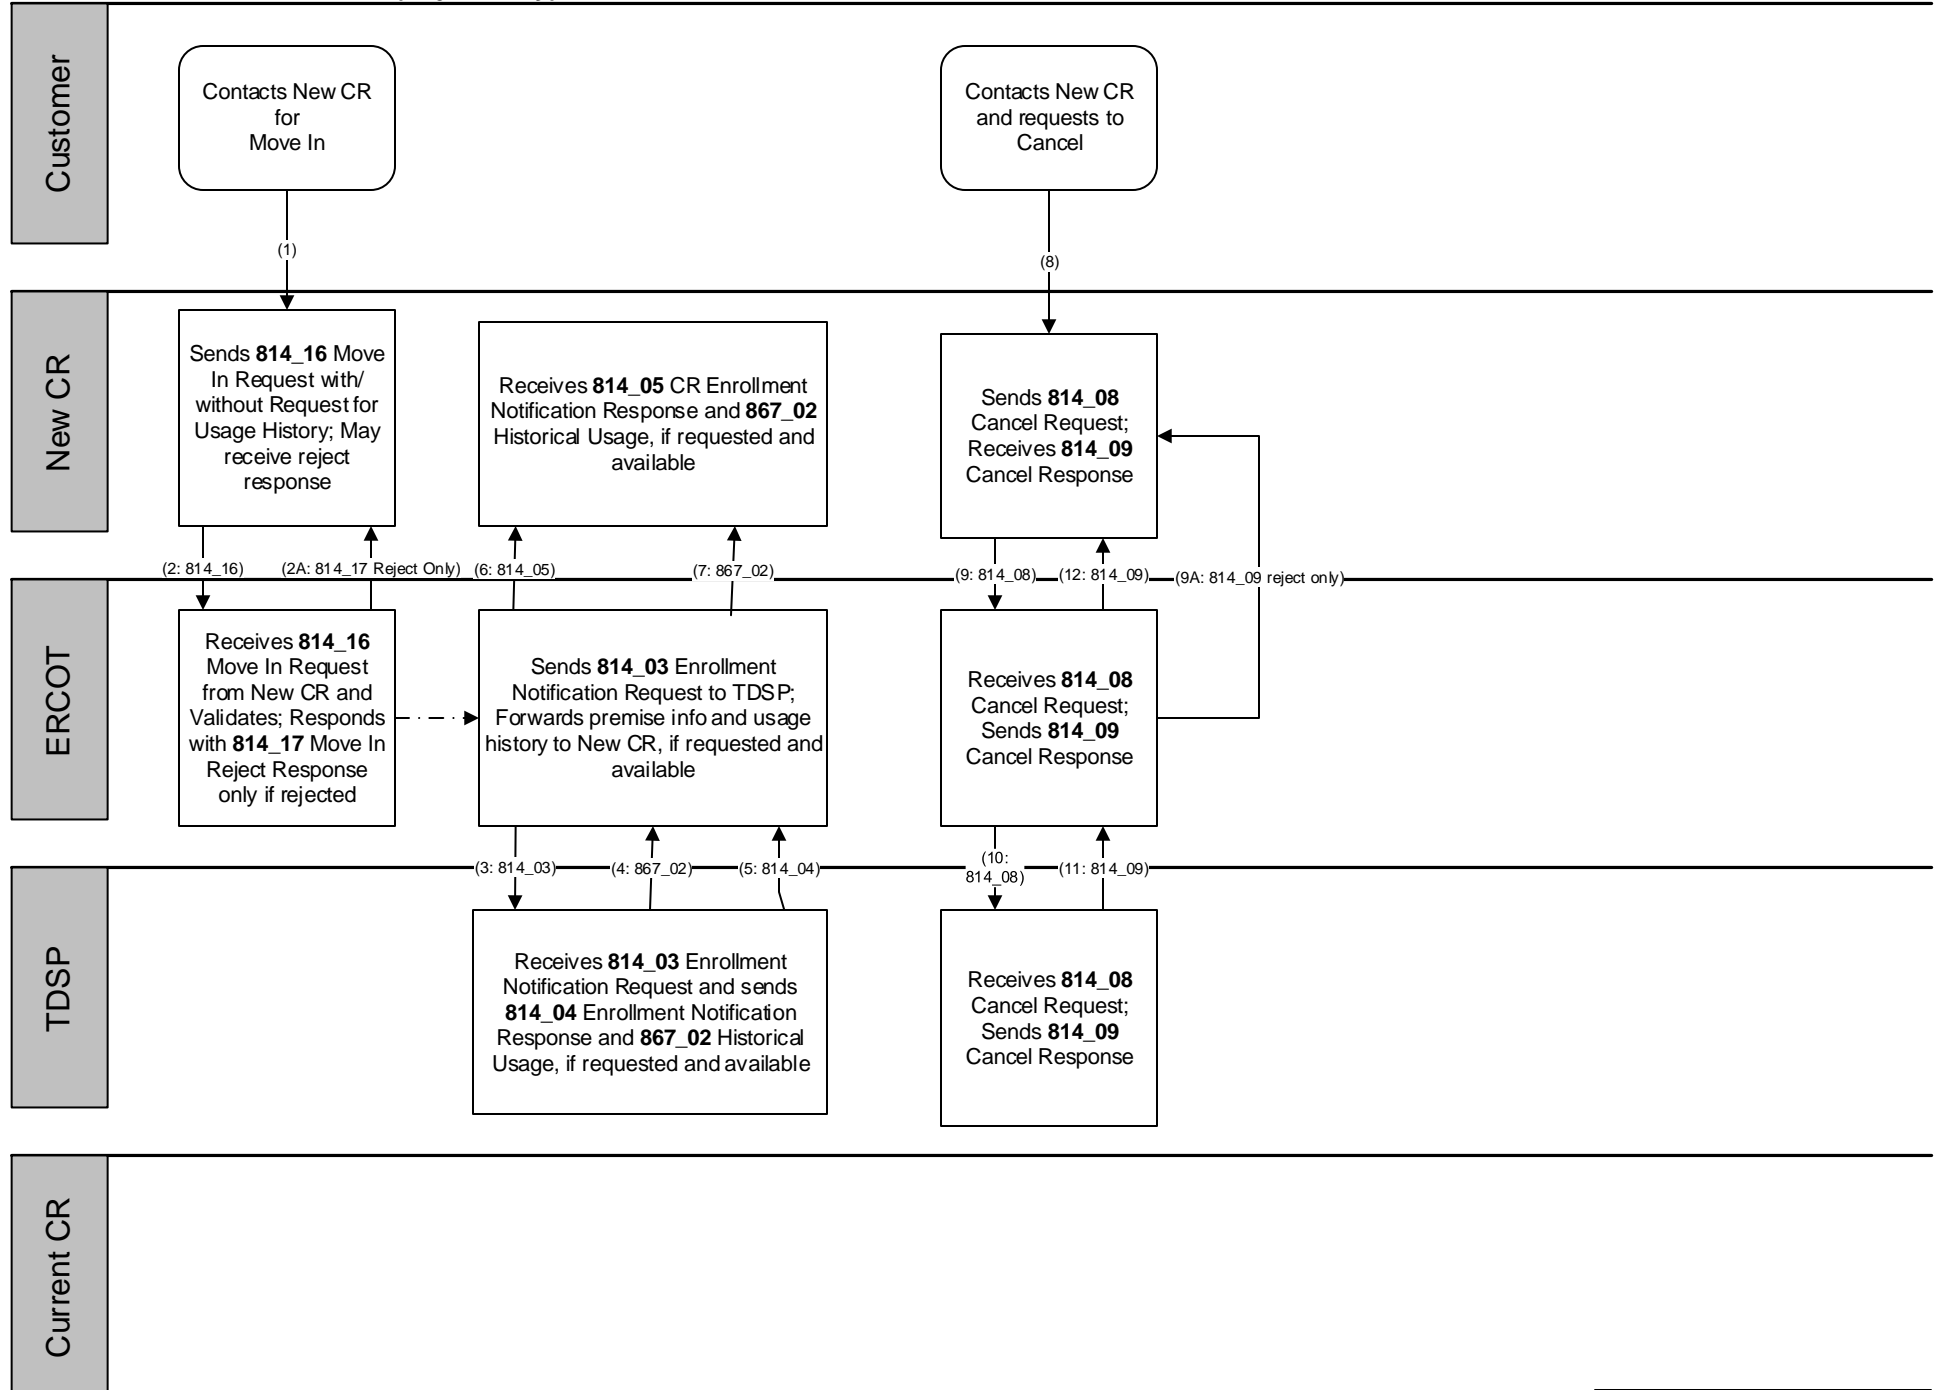 Customer
Contacts New CR
for
Move In
Contacts New CR
and requests to
Cancel
(1)
(8)
New CR
Sends 814_16 Move
In Request with/
without Request for
Usage History; May
receive reject
response
Receives 814_05 CR Enrollment
Notification Response and 867_02
Historical Usage, if requested and
available
Sends 814_08
Cancel Request;
Receives 814_09
Cancel Response
(2: 814_16)
(2A: 814_17 Reject Only)
(6: 814_05)
(7: 867_02)
(9: 814_08)
(12: 814_09)
(9A: 814_09 reject only)
ERCOT
Receives 814_16
Move In Request
from New CR and
Validates; Responds
with 814_17 Move In
Reject Response
only if rejected
Sends 814_03 Enrollment
Notification Request to TDSP;
Forwards premise info and usage
history to New CR, if requested and
available
Receives 814_08
Cancel Request;
Sends 814_09
Cancel Response
(3: 814_03)
(4: 867_02)
(5: 814_04)
(10:
814_08)
(11: 814_09)
TDSP
Receives 814_03 Enrollment
Notification Request and sends
814_04 Enrollment Notification
Response and 867_02 Historical
Usage, if requested and available
Receives 814_08
Cancel Request;
Sends 814_09
Cancel Response
Current CR